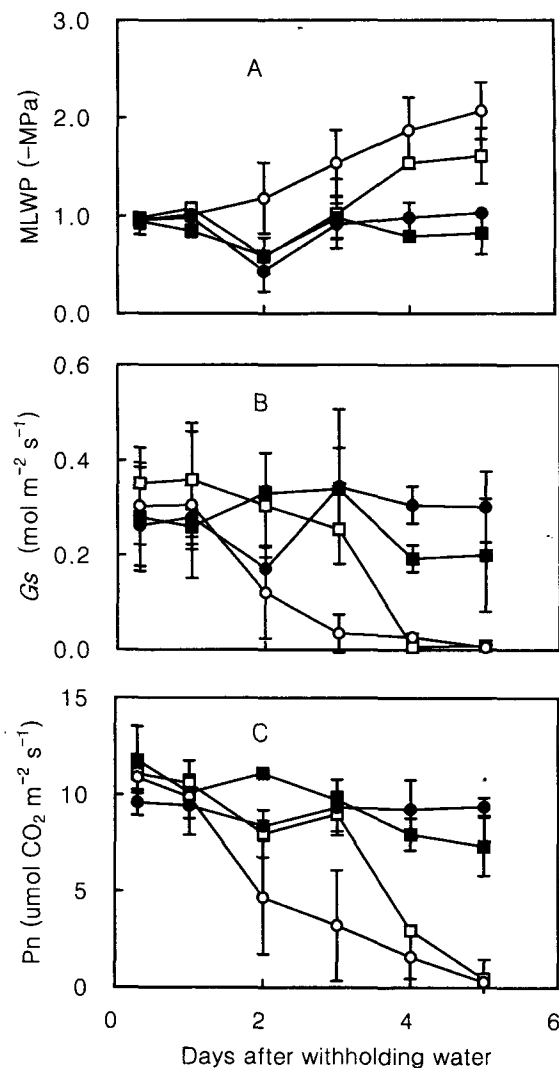 3.0
A
2.0
MLWP (−MPa)
1.0
0.0
0.6
B
0.4
Gs (mol m⁻² s⁻¹)
0.2
0.0
15
C
10
Pn (umol CO₂ m⁻² s⁻¹)
5
0
0 2 4 6
Days after withholding water